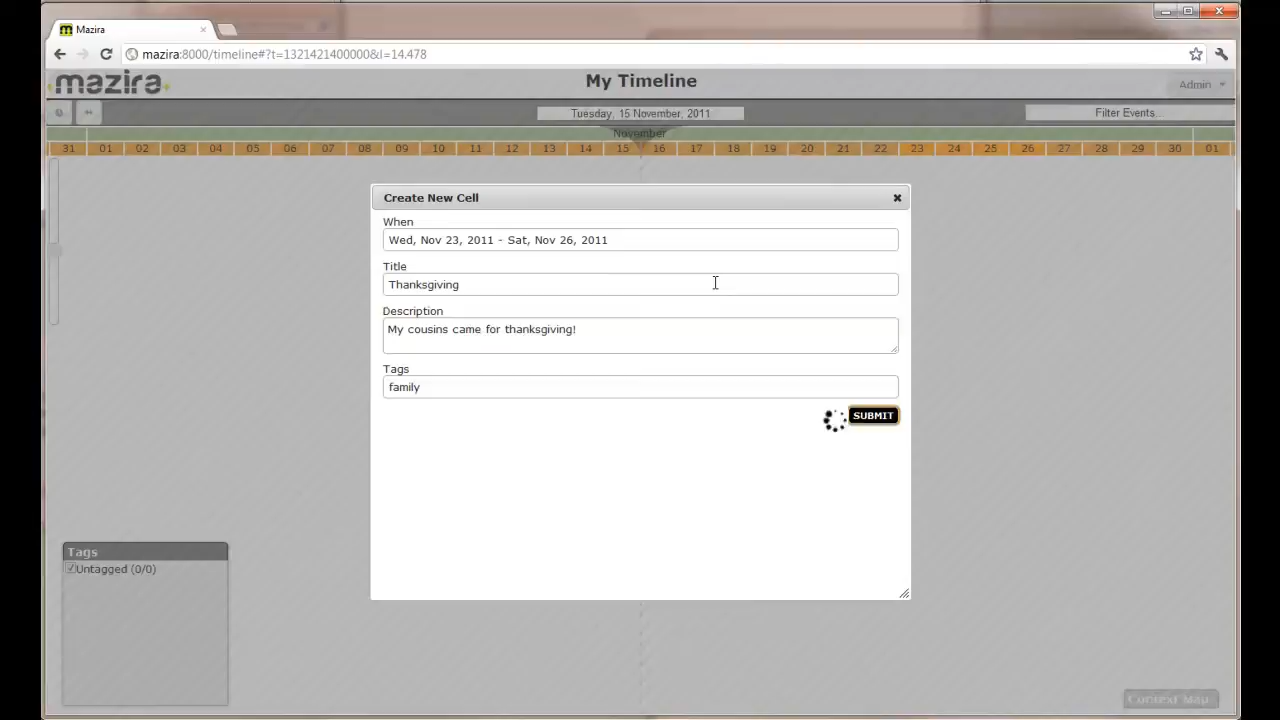 Mazira
mazira:8000/timeline#?t=1321421400000&l=14.478
mazira
My Timeline
Admin
Tuesday, 15 November, 2011
Filter Events...
November
31 01 02 03 04 05 06 07 08 09 10 11 12 13 14 15 16 17 18 19 20 21 22 23 24 25 26 27 28 29 30 01
Create New Cell
When
Wed, Nov 23, 2011 - Sat, Nov 26, 2011
Title
Thanksgiving
Description
My cousins came for thanksgiving!
Tags
family
SUBMIT
Tags
Untagged (0/0)
Context Map